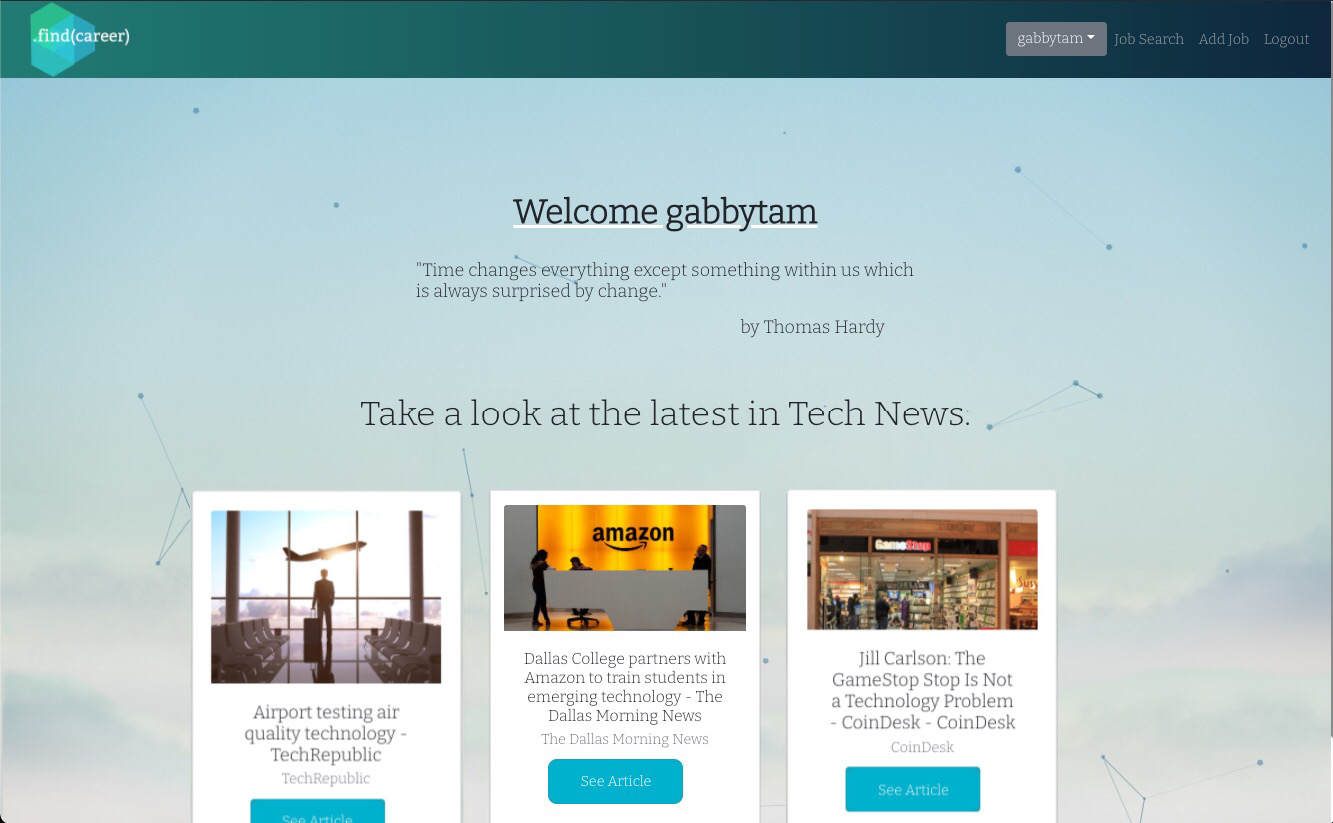 .find(career)
gabbytam
Job Search
Add Job
Logout
Welcome gabbytam
"Time changes everything except something within us which
is always surprised by change."
by Thomas Hardy
Take a look at the latest in Tech News.
Airport testing air
quality technology -
TechRepublic
TechRepublic
See Article
amazon
Dallas College partners with
Amazon to train students in
emerging technology - The
Dallas Morning News
The Dallas Morning News
See Article
GameStop
Susy
Jill Carlson: The
GameStop Stop Is Not
a Technology Problem
- CoinDesk - CoinDesk
CoinDesk
See Article